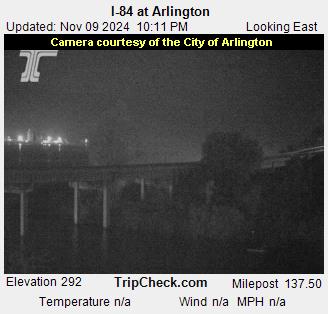 I-84 at Arlington
Updated: Nov 09 2024 10:11 PM Looking East
Camera courtesy of the City of Arlington
Elevation 292 TripCheck.com Milepost 137.50
Temperature n/a Wind n/a MPH n/a